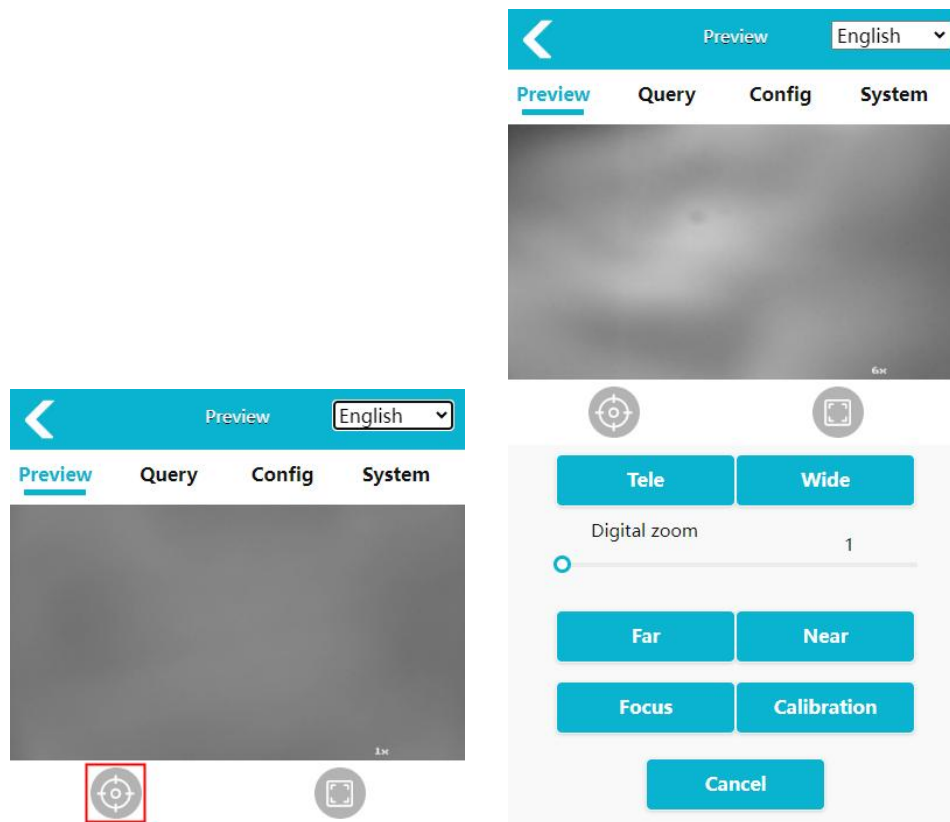 Preview English
Preview Query Config System
1x
Preview English
Preview Query Config System
6x
Tele Wide
Digital zoom 1
Far Near
Focus Calibration
Cancel